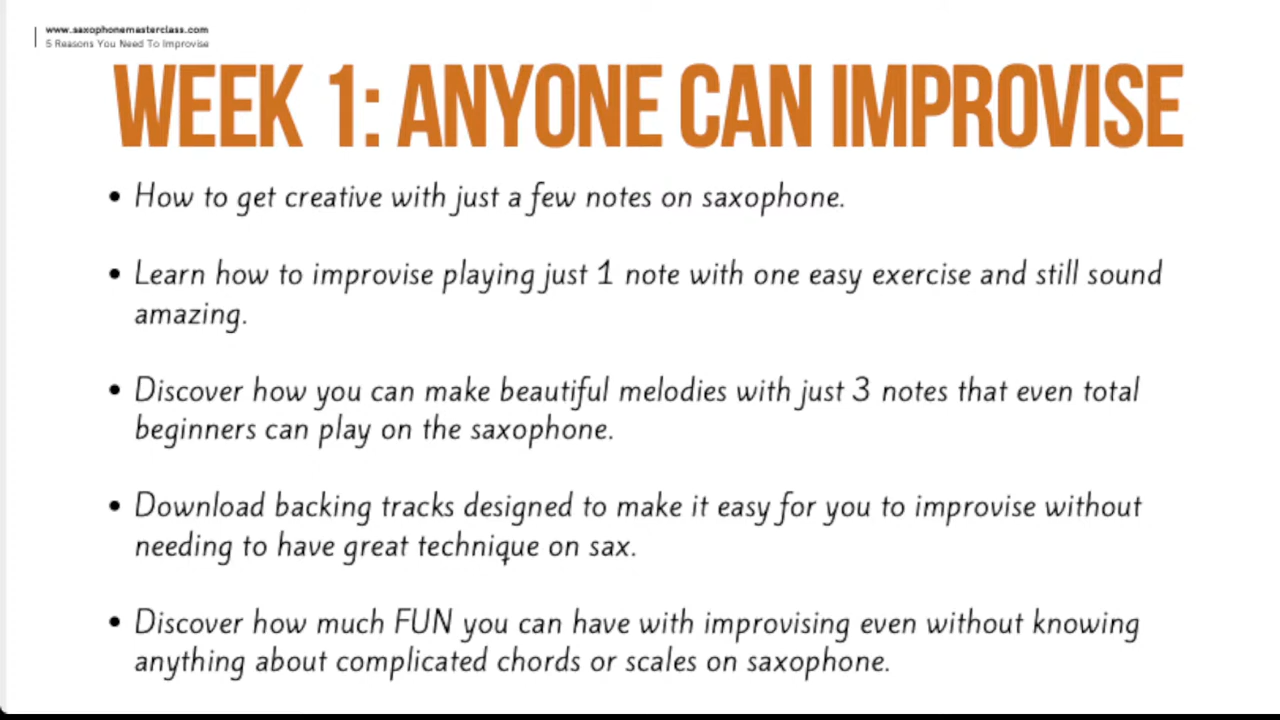 www.saxophonemasterclass.com
5 Reasons You Need To Improvise
WEEK 1: ANYONE CAN IMPROVISE
• How to get creative with just a few notes on saxophone.
• Learn how to improvise playing just 1 note with one easy exercise and still sound
amazing.
• Discover how you can make beautiful melodies with just 3 notes that even total
beginners can play on the saxophone.
• Download backing tracks designed to make it easy for you to improvise without
needing to have great technique on sax.
• Discover how much FUN you can have with improvising even without knowing
anything about complicated chords or scales on saxophone.